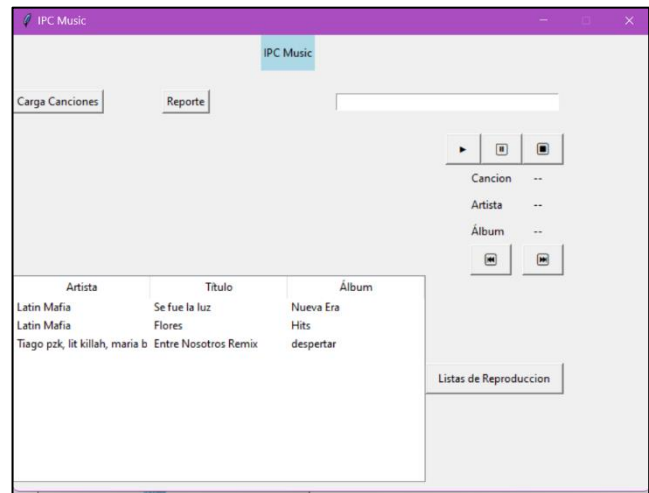 IPC Music
IPC Music
Carga Canciones
Reporte
Cancion --
Artista --
Álbum --
Artista Título Álbum
Latin Mafia Se fue la luz Nueva Era
Latin Mafia Flores Hits
Tiago pzk, lit killah, maria b Entre Nosotros Remix despertar
Listas de Reproduccion